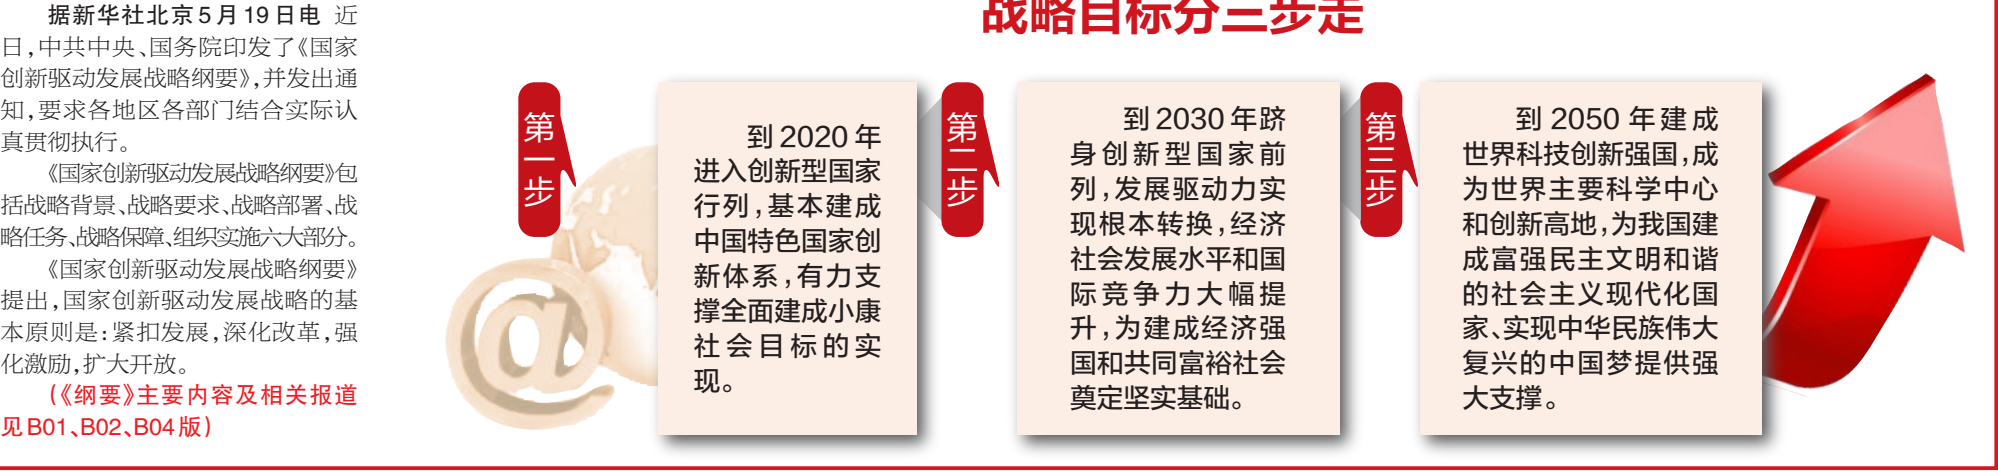 据新华社北京5月19日电 近
日,中共中央、国务院印发了《国家
创新驱动发展战略纲要》,并发出通
知,要求各地区各部门结合实际认
真贯彻执行。
《国家创新驱动发展战略纲要》包
括战略背景、战略要求、战略部署、战
略任务、战略保障、组织实施六大部分。
《国家创新驱动发展战略纲要》
提出,国家创新驱动发展战略的基
本原则是:紧扣发展,深化改革,强
化激励,扩大开放。
(《纲要》主要内容及相关报道
见B01、B02、B04版)
战略目标分三步走
第一步
到2020年
进入创新型国家
行列,基本建成
中国特色国家创
新体系,有力支
撑全面建成小康
社会目标的实
现。
第二步
到2030年跻
身创新型国家前
列,发展驱动力实
现根本转换,经济
社会发展水平和国
际竞争力大幅提
升,为建成经济强
国和共同富裕社会
奠定坚实基础。
第三步
到2050年建成
世界科技创新强国,成
为世界主要科学中心
和创新高地,为我国建
成富强民主文明和谐
的社会主义现代化国
家、实现中华民族伟大
复兴的中国梦提供强
大支撑。
@